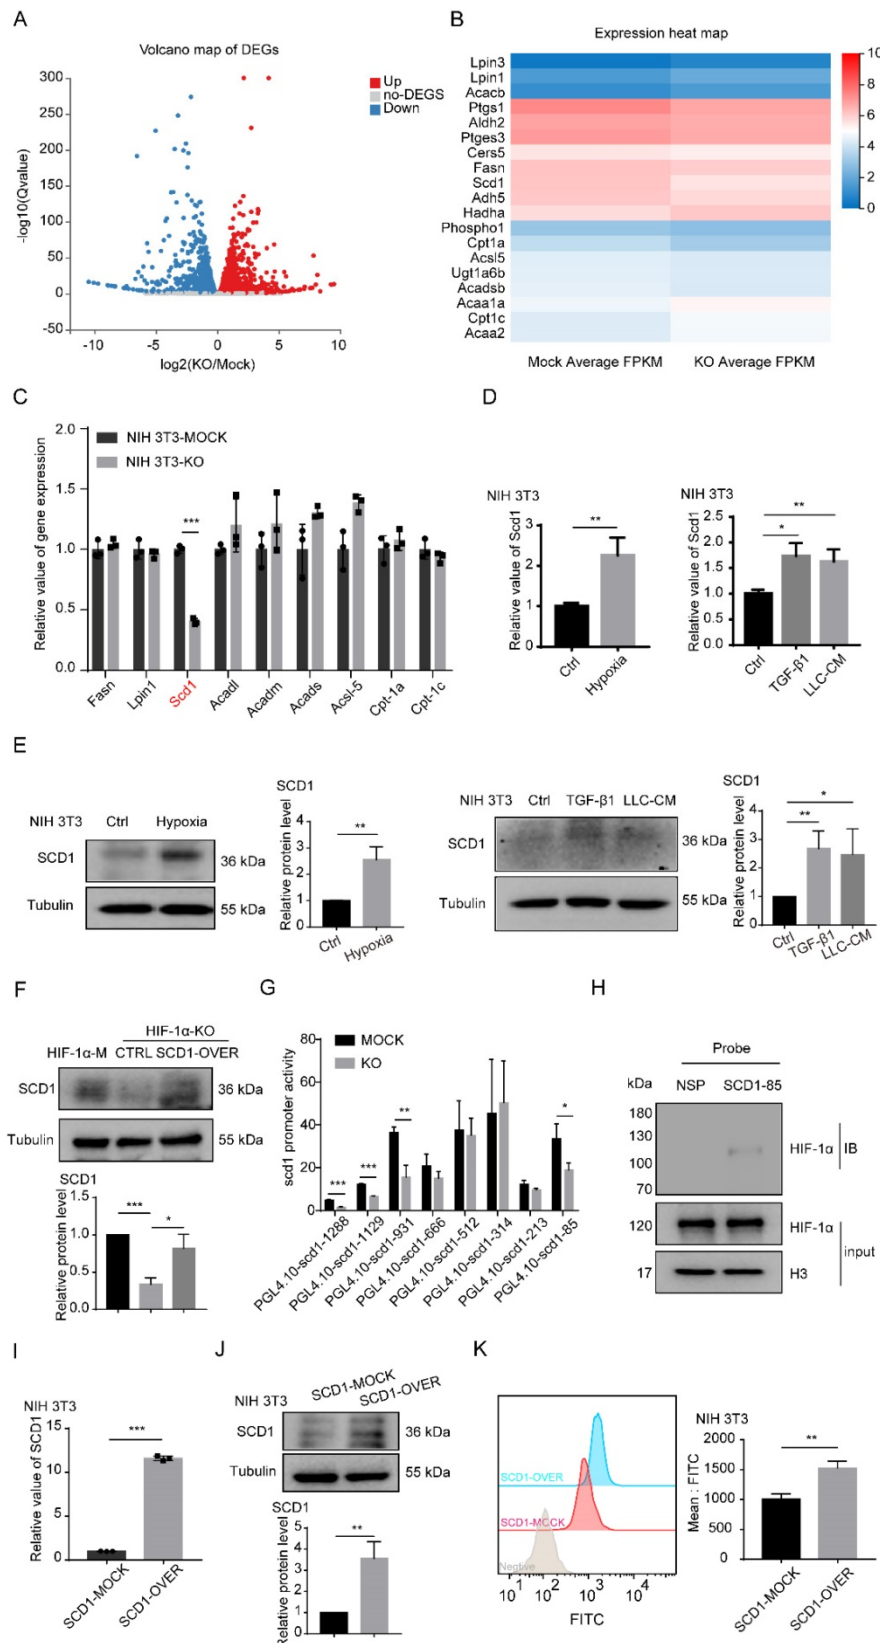 A
Volcano map of DEGs
-log10(Qvalue)
300
250
200
150
100
50
0
-50
-10
-5
0
5
10
log2(KO/Mock)
Up
no-DEGS
Down
B
Expression heat map
Lpin3
Lpin1
Acacb
Ptgs1
Aldh2
Ptges3
Cers5
Fasn
Scd1
Adh5
Hadha
Phospho1
Cpt1a
Acsl5
Ugt1a6b
Acadsb
Acaa1a
Cpt1c
Acaa2
Mock Average FPKM
KO Average FPKM
10
8
6
4
2
0
C
Relative value of gene expression
2.0
1.5
1.0
0.5
0.0
NIH 3T3-MOCK
NIH 3T3-KO
***
Fasn
Lpin1
Scd1
Acadl
Acadm
Acads
Acsl-5
Cpt-1a
Cpt-1c
D
NIH 3T3
Relative value of Scd1
3
2
1
0
**
Ctrl
Hypoxia
NIH 3T3
Relative value of Scd1
2.5
2.0
1.5
1.0
0.5
0.0
**
*
Ctrl
TGF-β1
LLC-CM
E
NIH 3T3 Ctrl Hypoxia
SCD1 36 kDa
Tubulin 55 kDa
SCD1
Relative protein level
4
3
2
1
0
**
Ctrl
Hypoxia
NIH 3T3 Ctrl TGF-β1 LLC-CM
SCD1 36 kDa
Tubulin 55 kDa
SCD1
Relative protein level
4
3
2
1
0
*
**
Ctrl
TGF-β1
LLC-CM
F
HIF-1α-KO
HIF-1α-M CTRL SCD1-OVER
SCD1 36 kDa
Tubulin 55 kDa
SCD1
Relative protein level
1.5
1.0
0.5
0.0
***
*
G
scd1 promoter activity
80
60
40
20
0
MOCK
KO
***
***
**
*
PGL4.10-scd1-1288
PGL4.10-scd1-1129
PGL4.10-scd1-931
PGL4.10-scd1-666
PGL4.10-scd1-512
PGL4.10-scd1-314
PGL4.10-scd1-213
PGL4.10-scd1-85
H
Probe
kDa NSP SCD1-85
180
130
100
70
HIF-1α IB
120 HIF-1α
input
17 H3
I
NIH 3T3
Relative value of SCD1
15
10
5
0
***
SCD1-MOCK
SCD1-OVER
J
NIH 3T3 SCD1-MOCK SCD1-OVER
SCD1 36 kDa
Tubulin 55 kDa
SCD1
Relative protein level
5
4
3
2
1
0
**
SCD1-MOCK
SCD1-OVER
K
SCD1-OVER
SCD1-MOCK
Negtive
10¹ 10² 10³ 10⁴
FITC
NIH 3T3
Mean : FITC
2000
1500
1000
500
0
**
SCD1-MOCK
SCD1-OVER